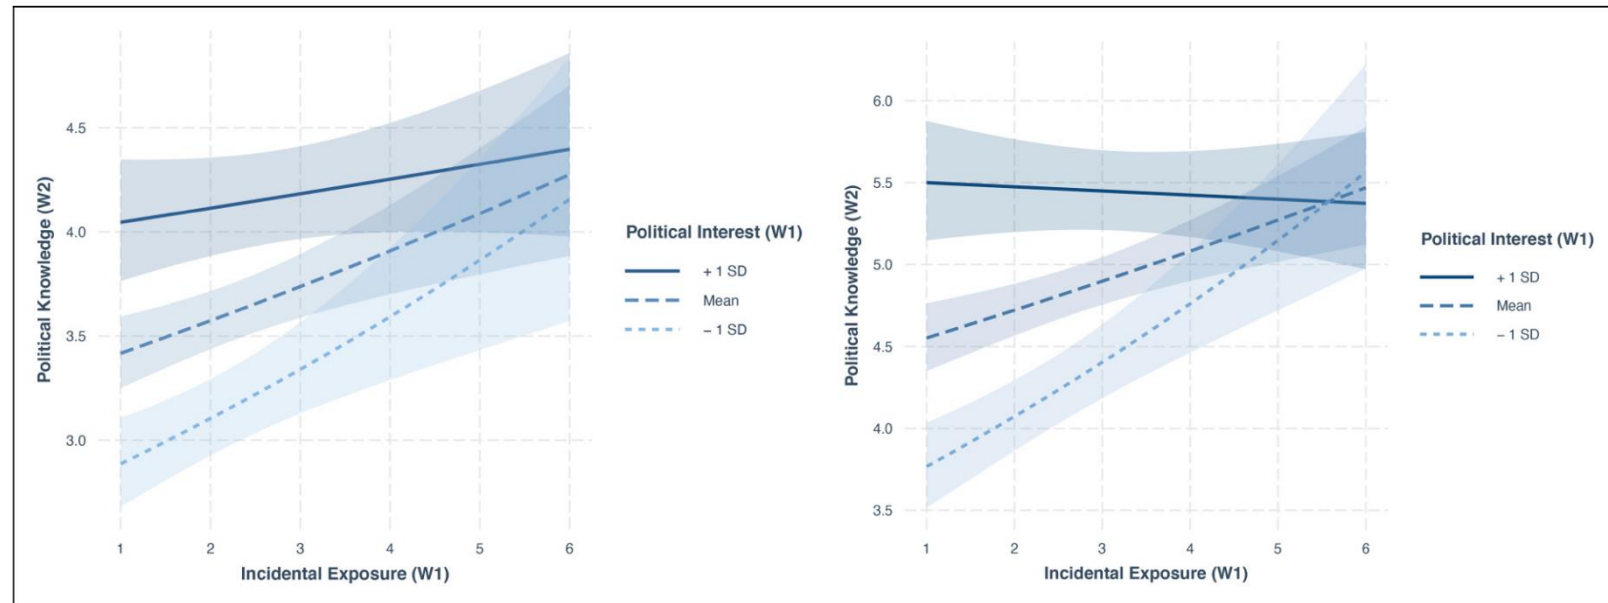 Political Knowledge (W2)
4.5
4.0
3.5
3.0
1 2 3 4 5 6
Incidental Exposure (W1)
Political Interest (W1)
+ 1 SD
Mean
− 1 SD
Political Knowledge (W2)
6.0
5.5
5.0
4.5
4.0
3.5
1 2 3 4 5 6
Incidental Exposure (W1)
Political Interest (W1)
+ 1 SD
Mean
− 1 SD